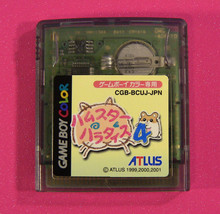 ゲームボーイカラー専用
CGB-BCUJ-JPN
GAME BOY COLOR
ハムスター
パラダイス4
ATLUS
© ATLUS 1999,2000,2001